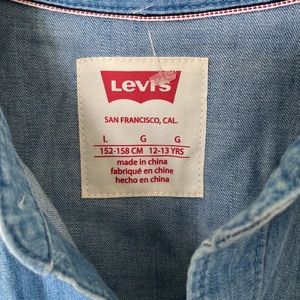 LEVI'S
SAN FRANCISCO, CAL.
L G G
152-158 CM 12-13 YRS
made in china
fabriqué en chine
hecho en china